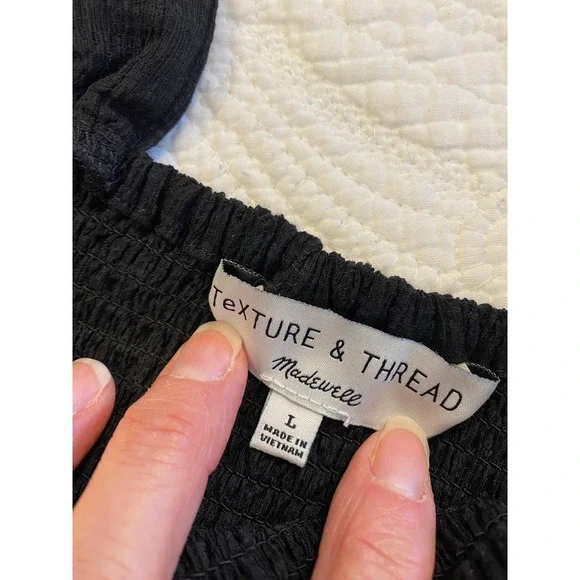 TeXTURE & THREAD
Madewell
L
MADE IN
VIETNAM